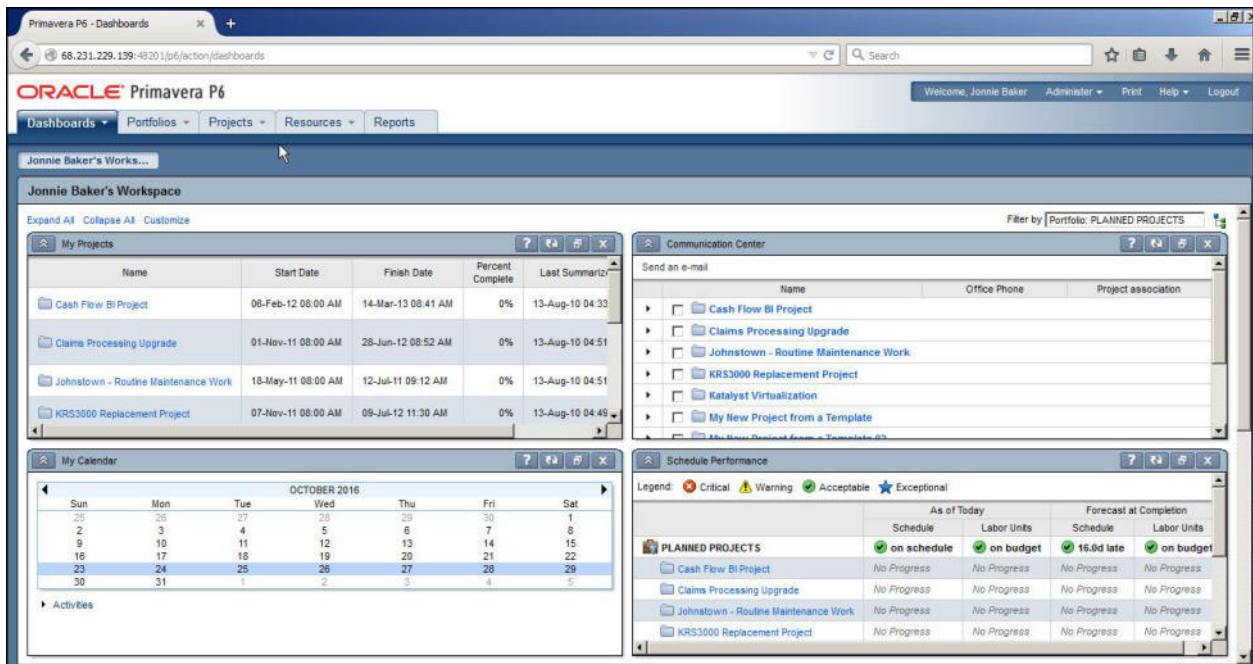 Primavera P6 - Dashboards
68.231.229.139:48201/p6/action/dashboards
Search
ORACLE Primavera P6
Welcome, Jonnie Baker Administer Print Help Logout
Dashboards Portfolios Projects Resources Reports
Jonnie Baker's Works...
Jonnie Baker's Workspace
Expand All Collapse All Customize
Filter by Portfolio: PLANNED PROJECTS
My Projects
Name Start Date Finish Date Percent Complete Last Summariz
Cash Flow BI Project 06-Feb-12 08:00 AM 14-Mar-13 08:41 AM 0% 13-Aug-10 04:33
Claims Processing Upgrade 01-Nov-11 08:00 AM 28-Jun-12 08:52 AM 0% 13-Aug-10 04:51
Johnstown - Routine Maintenance Work 18-May-11 08:00 AM 12-Jul-11 09:12 AM 0% 13-Aug-10 04:51
KRS3000 Replacement Project 07-Nov-11 08:00 AM 09-Jul-12 11:30 AM 0% 13-Aug-10 04:49
Communication Center
Send an e-mail
Name Office Phone Project association
Cash Flow BI Project
Claims Processing Upgrade
Johnstown - Routine Maintenance Work
KRS3000 Replacement Project
Katalyst Virtualization
My New Project from a Template
My New Project from a Template 02
My Calendar
OCTOBER 2016
Sun Mon Tue Wed Thu Fri Sat
25 26 27 28 29 30 1
2 3 4 5 6 7 8
9 10 11 12 13 14 15
16 17 18 19 20 21 22
23 24 25 26 27 28 29
30 31 1 2 3 4 5
Activities
Schedule Performance
Legend: Critical Warning Acceptable Exceptional
As of Today Forecast at Completion
Schedule Labor Units Schedule Labor Units
PLANNED PROJECTS on schedule on budget 16.0d late on budget
Cash Flow BI Project No Progress No Progress No Progress No Progress
Claims Processing Upgrade No Progress No Progress No Progress No Progress
Johnstown - Routine Maintenance Work No Progress No Progress No Progress No Progress
KRS3000 Replacement Project No Progress No Progress No Progress No Progress